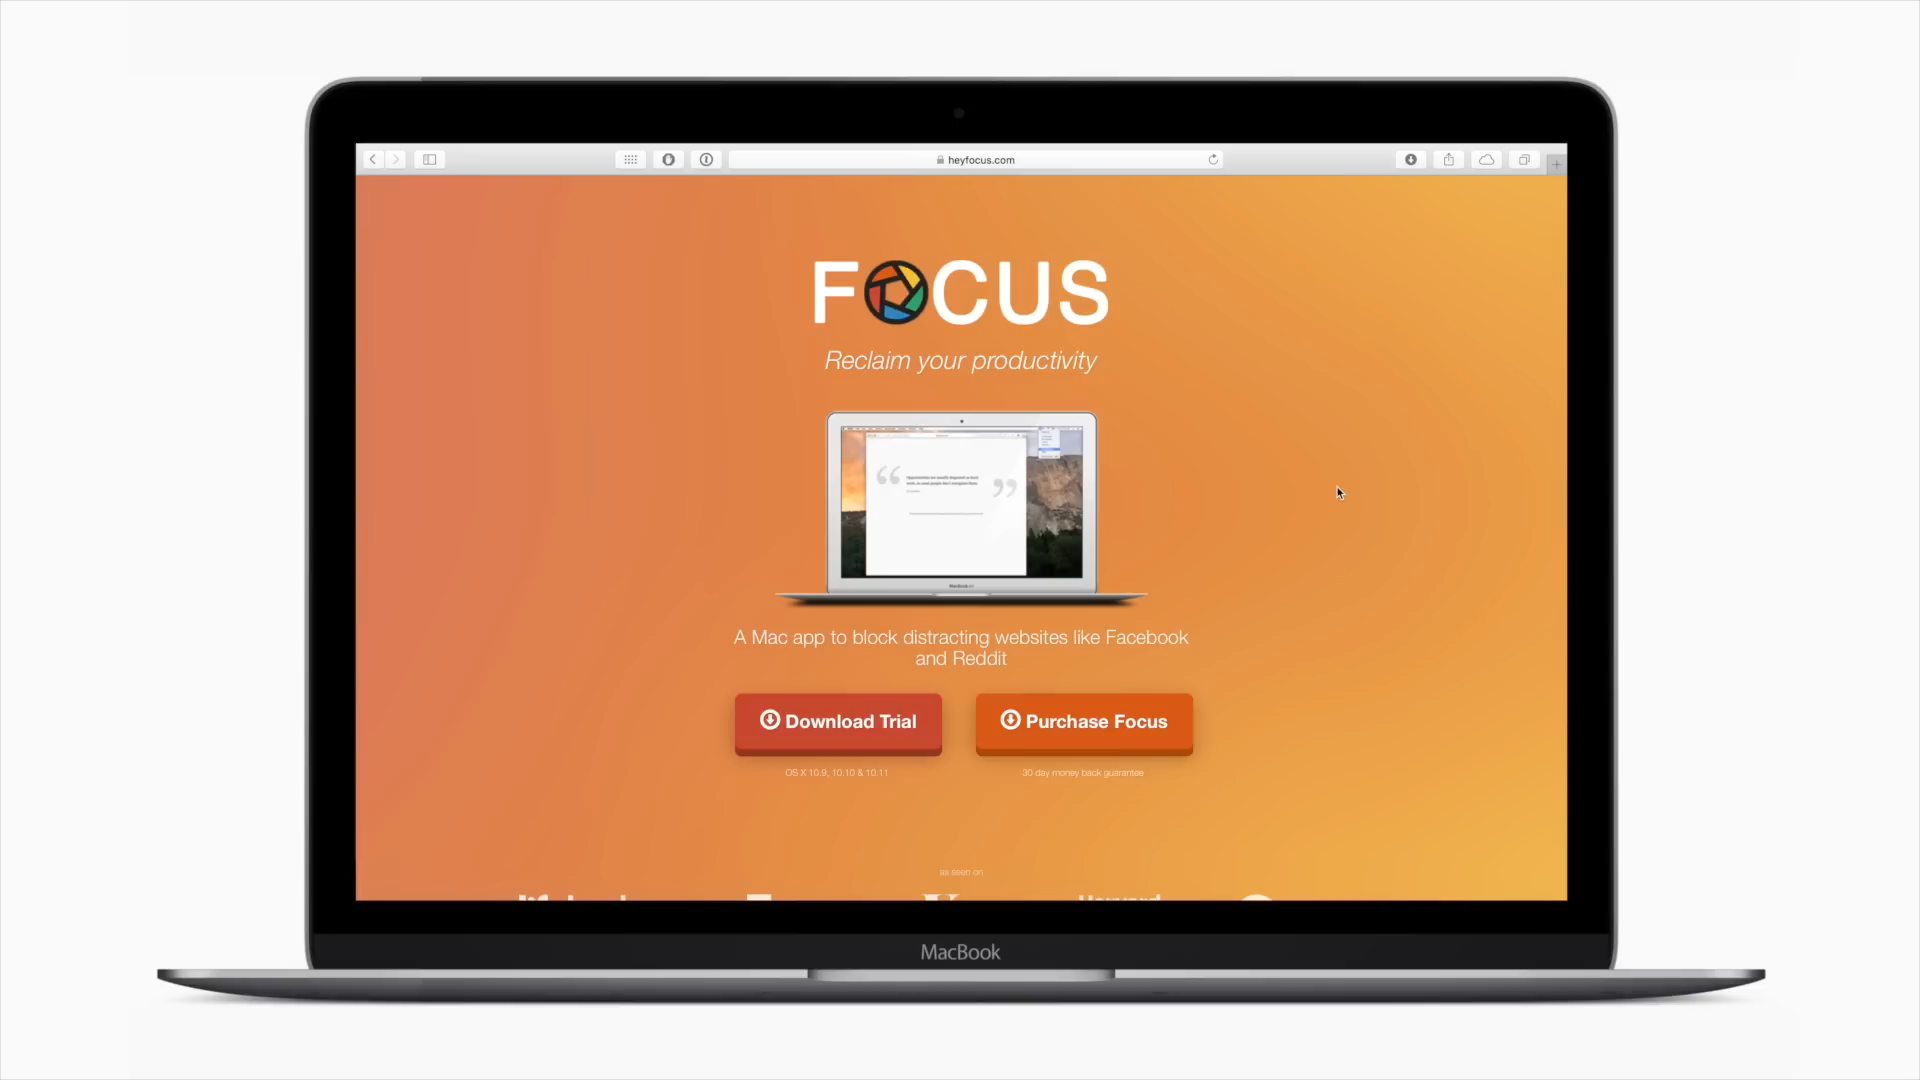 heyfocus.com
FOCUS
Reclaim your productivity
A Mac app to block distracting websites like Facebook
and Reddit
Download Trial
Purchase Focus
OS X 10.9, 10.10 & 10.11
30 day money back guarantee
as seen on
MacBook